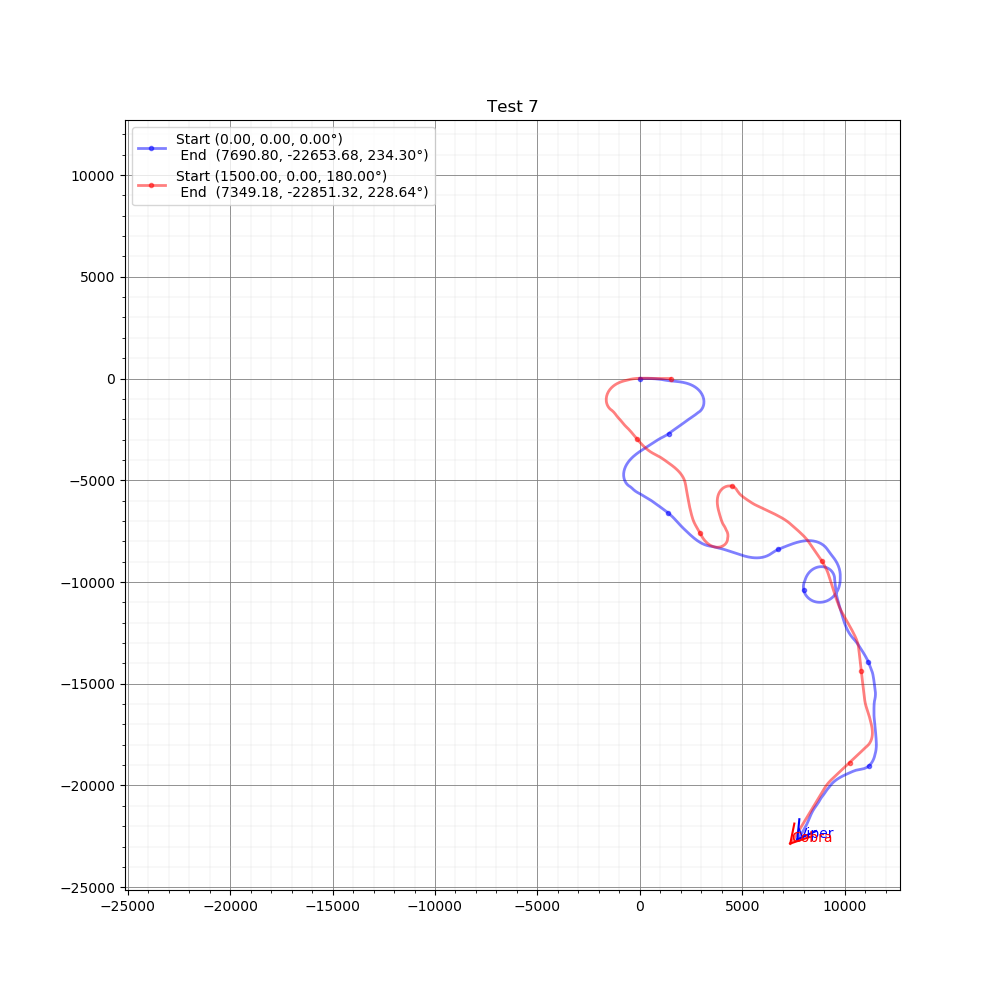 Test 7
Start (0.00, 0.00, 0.00°)
End  (7690.80, -22653.68, 234.30°)
Start (1500.00, 0.00, 180.00°)
End  (7349.18, -22851.32, 228.64°)
10000
5000
0
−5000
−10000
−15000
−20000
−25000
Viper
Cobra
−25000 −20000 −15000 −10000 −5000 0 5000 10000